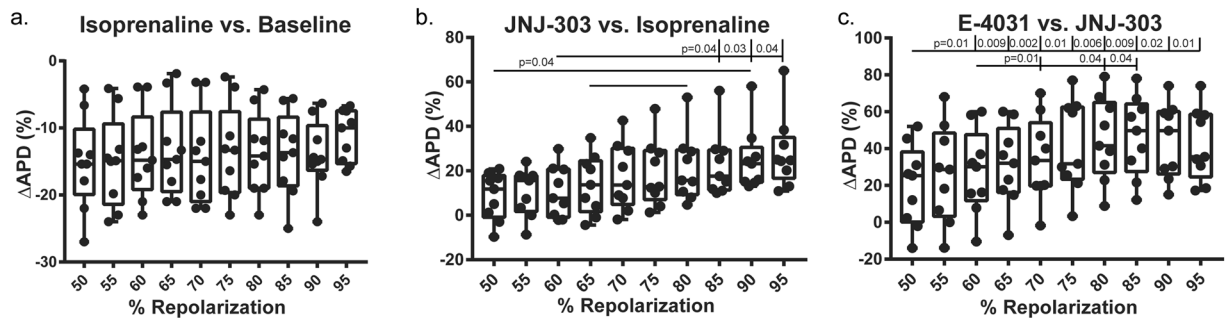 a.
Isoprenaline vs. Baseline
0
-10
-20
-30
ΔAPD (%)
50 55 60 65 70 75 80 85 90 95
% Repolarization
b.
JNJ-303 vs. Isoprenaline
80
60
40
20
0
-20
ΔAPD (%)
p=0.04 0.03 0.04
p=0.04
50 55 60 65 70 75 80 85 90 95
% Repolarization
c.
E-4031 vs. JNJ-303
100
80
60
40
20
0
-20
ΔAPD (%)
p=0.01 0.009 0.002 0.01 0.006 0.009 0.02 0.01
p=0.01 0.04 0.04
50 55 60 65 70 75 80 85 90 95
% Repolarization